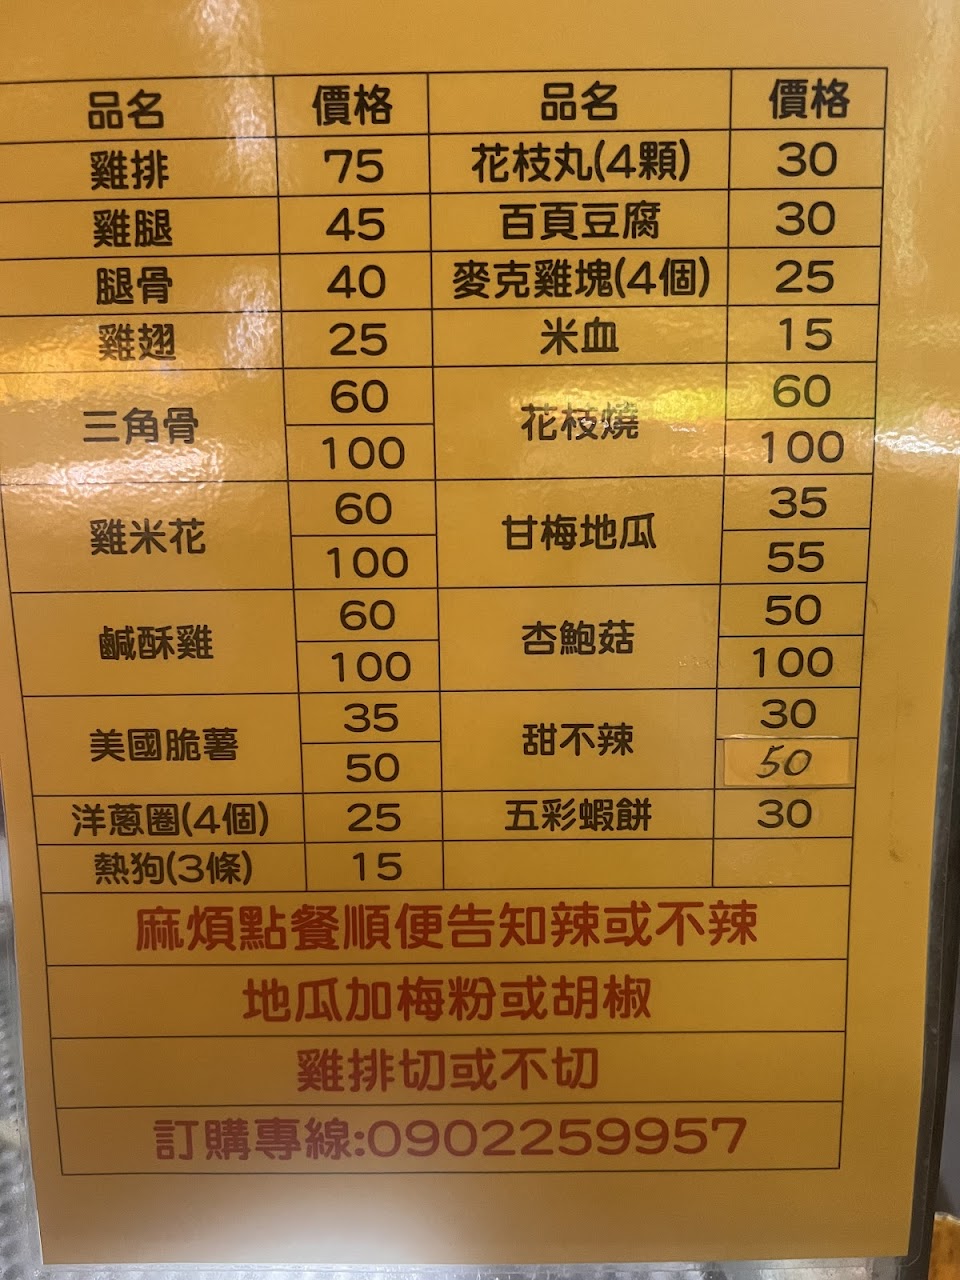 品名 價格 品名 價格
雞排 75 花枝丸(4顆) 30
雞腿 45 百頁豆腐 30
腿骨 40 麥克雞塊(4個) 25
雞翅 25 米血 15
三角骨 60 花枝燒 60
100 100
雞米花 60 甘梅地瓜 35
100 55
鹹酥雞 60 杏鮑菇 50
100 100
美國脆薯 35 甜不辣 30
50 50
洋蔥圈(4個) 25 五彩蝦餅 30
熱狗(3條) 15
麻煩點餐順便告知辣或不辣
地瓜加梅粉或胡椒
雞排切或不切
訂購專線:0902259957